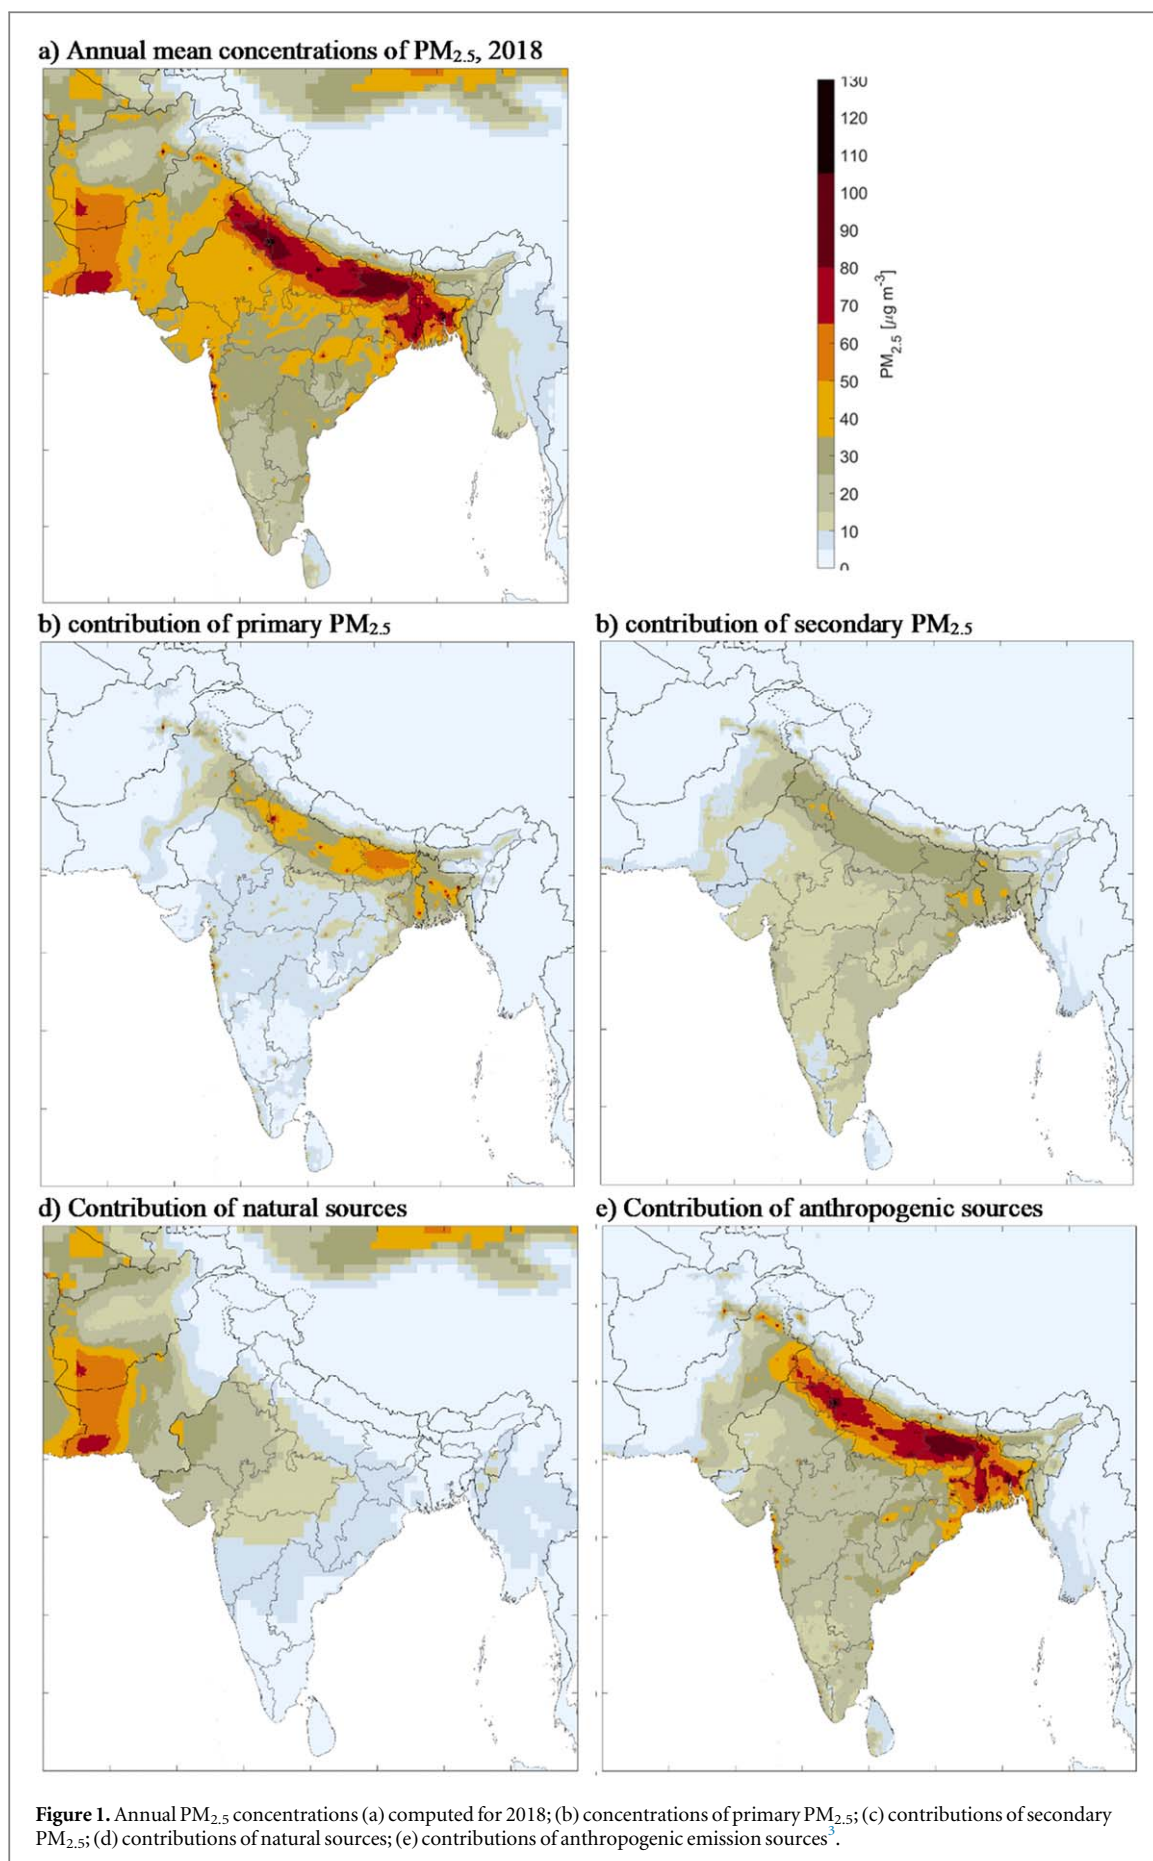 a) Annual mean concentrations of PM2.5, 2018
130
120
110
100
90
80
70
60
50
40
30
20
10
0
PM2.5 [µg m-3]
b) contribution of primary PM2.5
b) contribution of secondary PM2.5
d) Contribution of natural sources
e) Contribution of anthropogenic sources
Figure 1. Annual PM2.5 concentrations (a) computed for 2018; (b) concentrations of primary PM2.5; (c) contributions of secondary
PM2.5; (d) contributions of natural sources; (e) contributions of anthropogenic emission sources3.